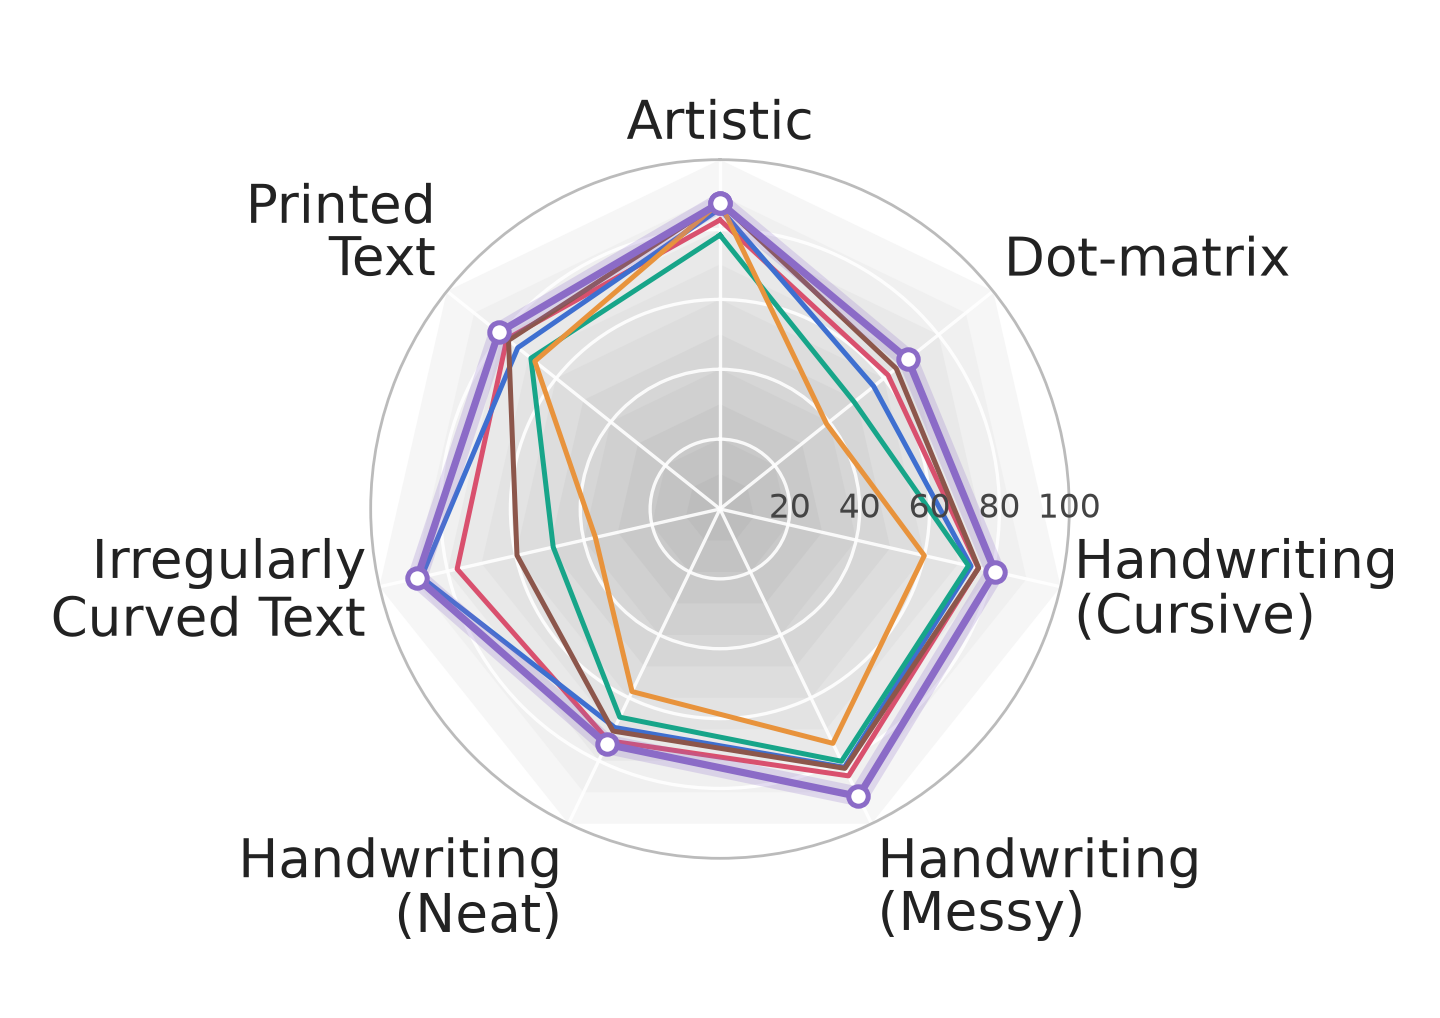 Artistic
Printed
Text
Dot-matrix
20 40 60 80 100
Irregularly
Curved Text
Handwriting
(Cursive)
Handwriting
(Neat)
Handwriting
(Messy)